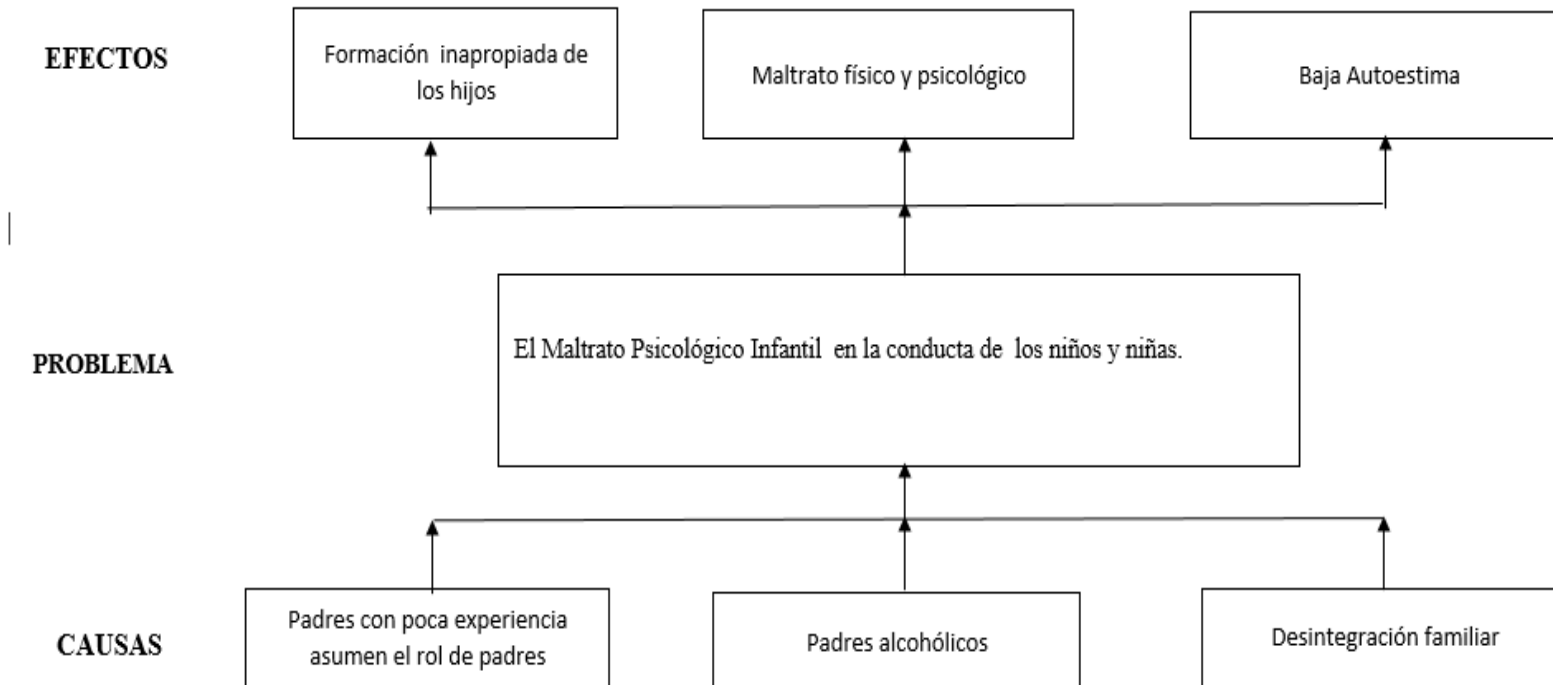 EFECTOS
Formación inapropiada de
los hijos
Maltrato físico y psicológico
Baja Autoestima
PROBLEMA
El Maltrato Psicológico Infantil en la conducta de los niños y niñas.
CAUSAS
Padres con poca experiencia
asumen el rol de padres
Padres alcohólicos
Desintegración familiar